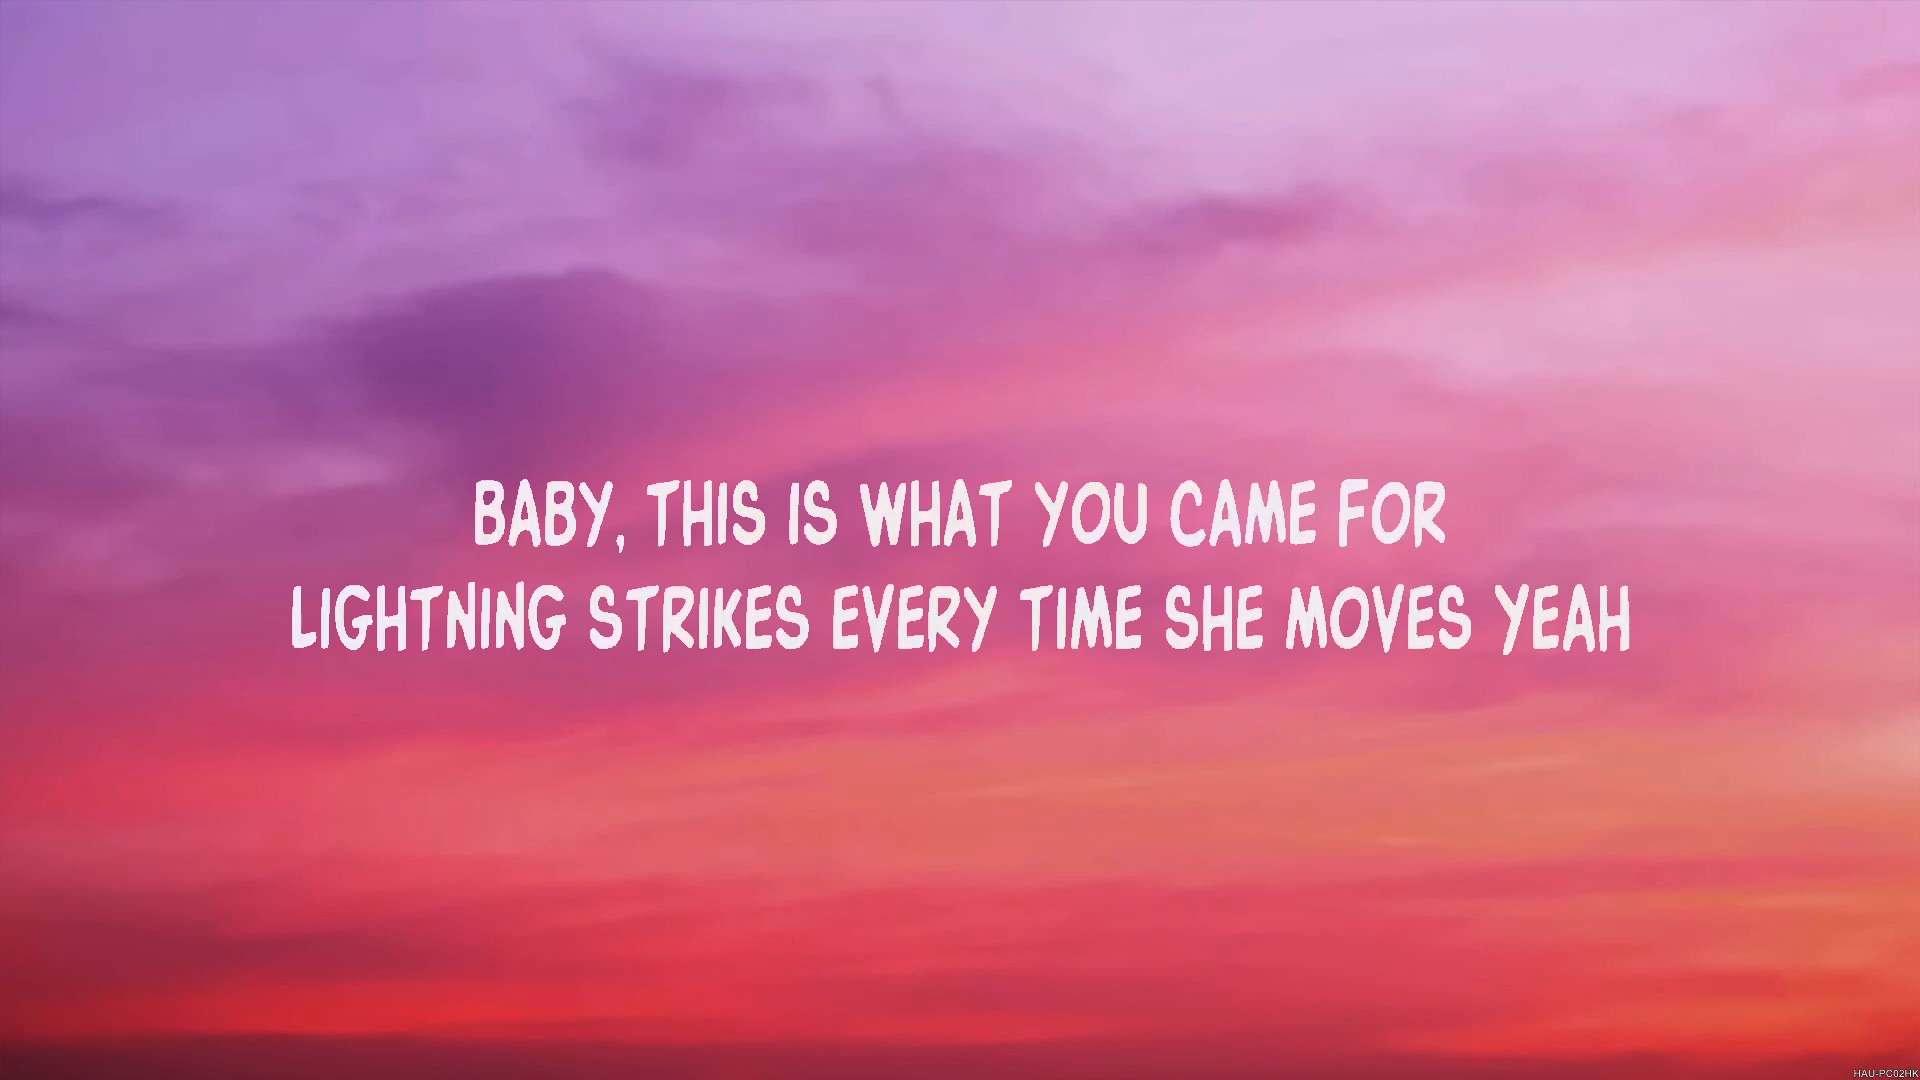 BABY, THIS IS WHAT YOU CAME FOR
LIGHTNING STRIKES EVERY TIME SHE MOVES YEAH
HAU-PC02HK